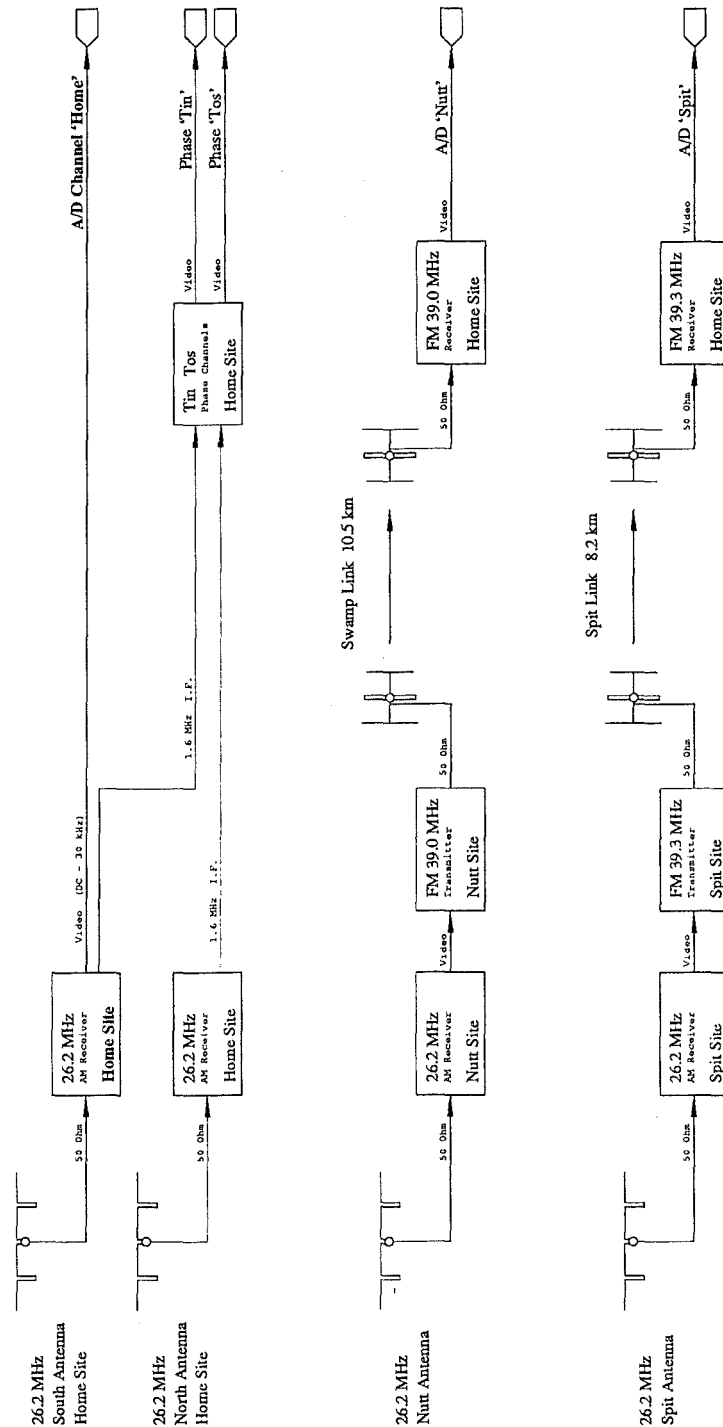 26.2 MHz
South Antenna
Home Site
50 Ohm
26.2 MHz
AM Receiver
Home Site
Video (DC - 30 kHz)
A/D Channel 'Home'
26.2 MHz
North Antenna
Home Site
50 Ohm
26.2 MHz
AM Receiver
Home Site
1.6 MHz I.F.
1.6 MHz I.F.
Tin Tos
Phase Channels
Home Site
Video
Phase 'Tin'
Video
Phase 'Tos'
26.2 MHz
Nutt Antenna
50 Ohm
26.2 MHz
AM Receiver
Nutt Site
Video
FM 39.0 MHz
Transmitter
Nutt Site
50 Ohm
Swamp Link 10.5 km
50 Ohm
FM 39.0 MHz
Receiver
Home Site
Video
A/D 'Nutt'
26.2 MHz
Spit Antenna
50 Ohm
26.2 MHz
AM Receiver
Spit Site
Video
FM 39.3 MHz
Transmitter
Spit Site
50 Ohm
Spit Link 8.2 km
50 Ohm
FM 39.3 MHz
Receiver
Home Site
Video
A/D 'Spit'